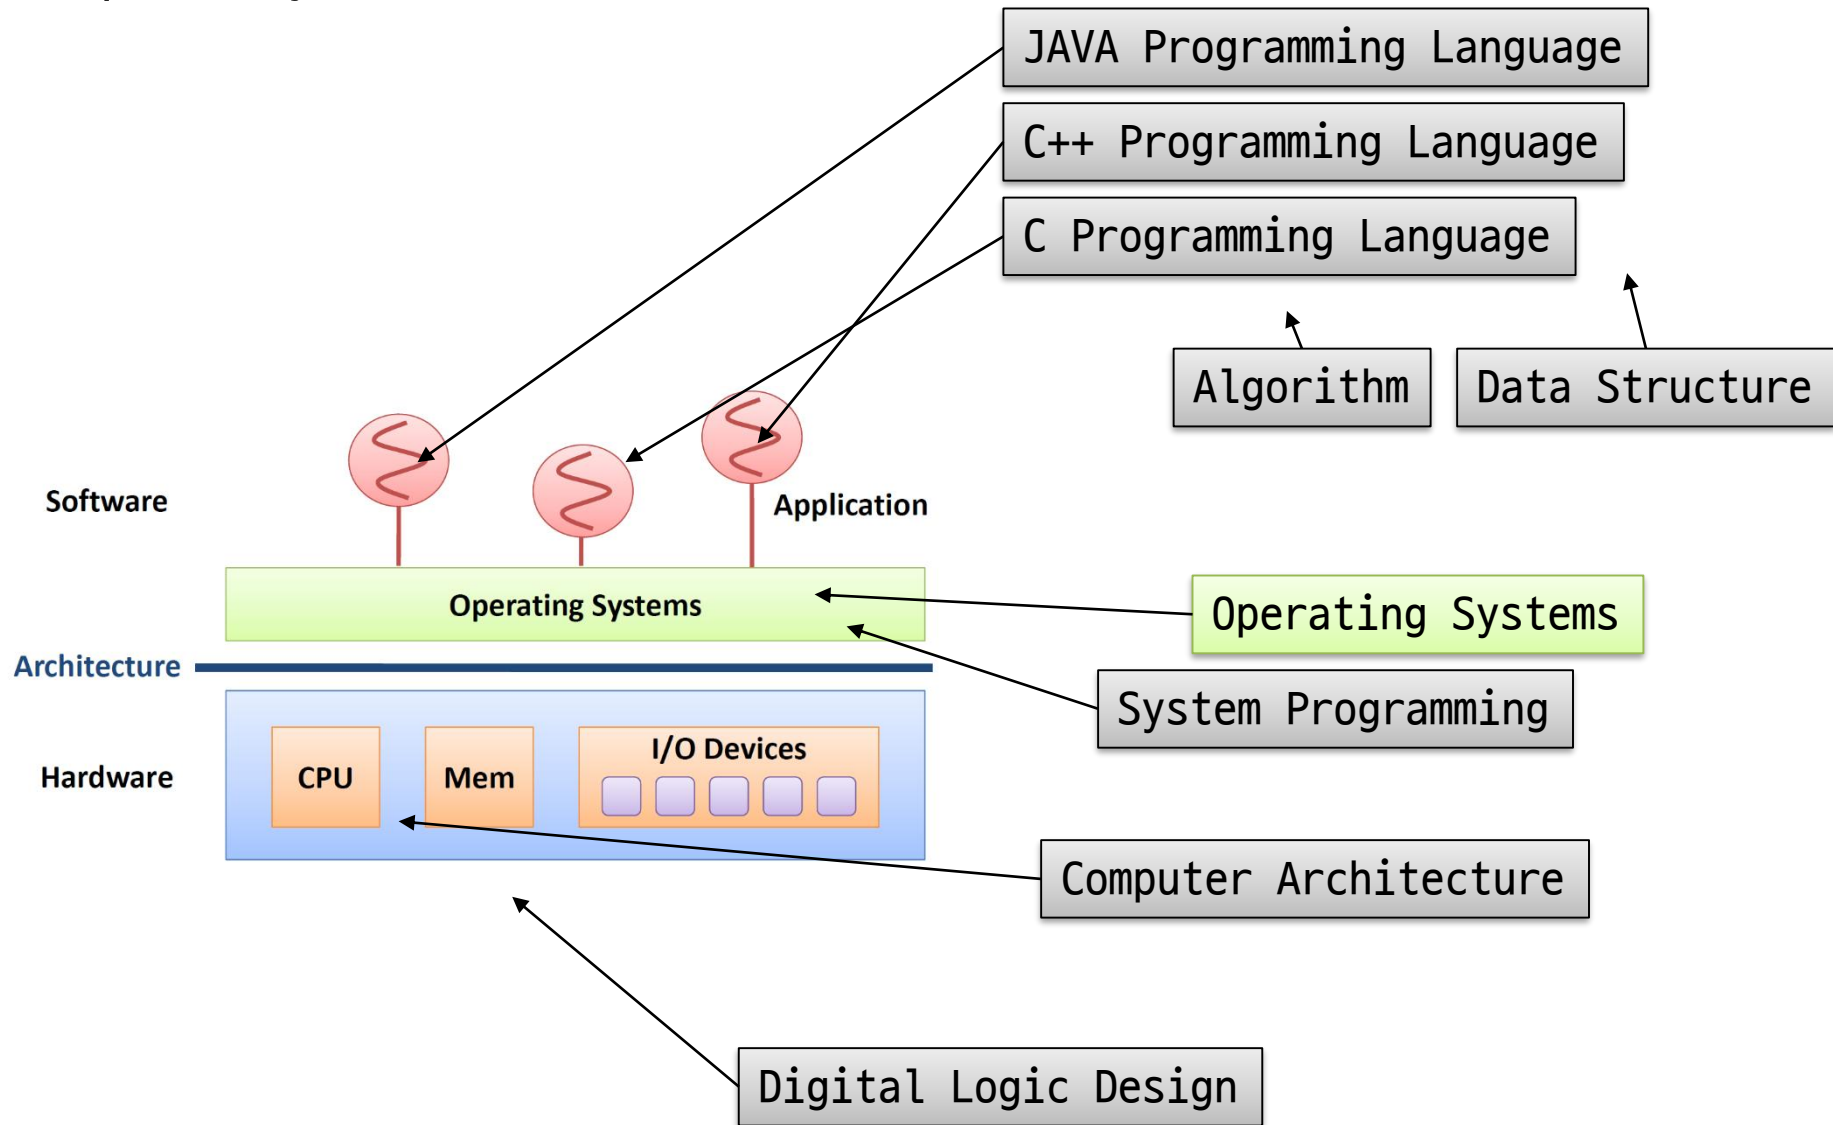 JAVA Programming Language
C++ Programming Language
C Programming Language
Algorithm
Data Structure
Software
Application
Operating Systems
Operating Systems
Architecture
System Programming
Hardware
CPU
Mem
I/O Devices
Computer Architecture
Digital Logic Design